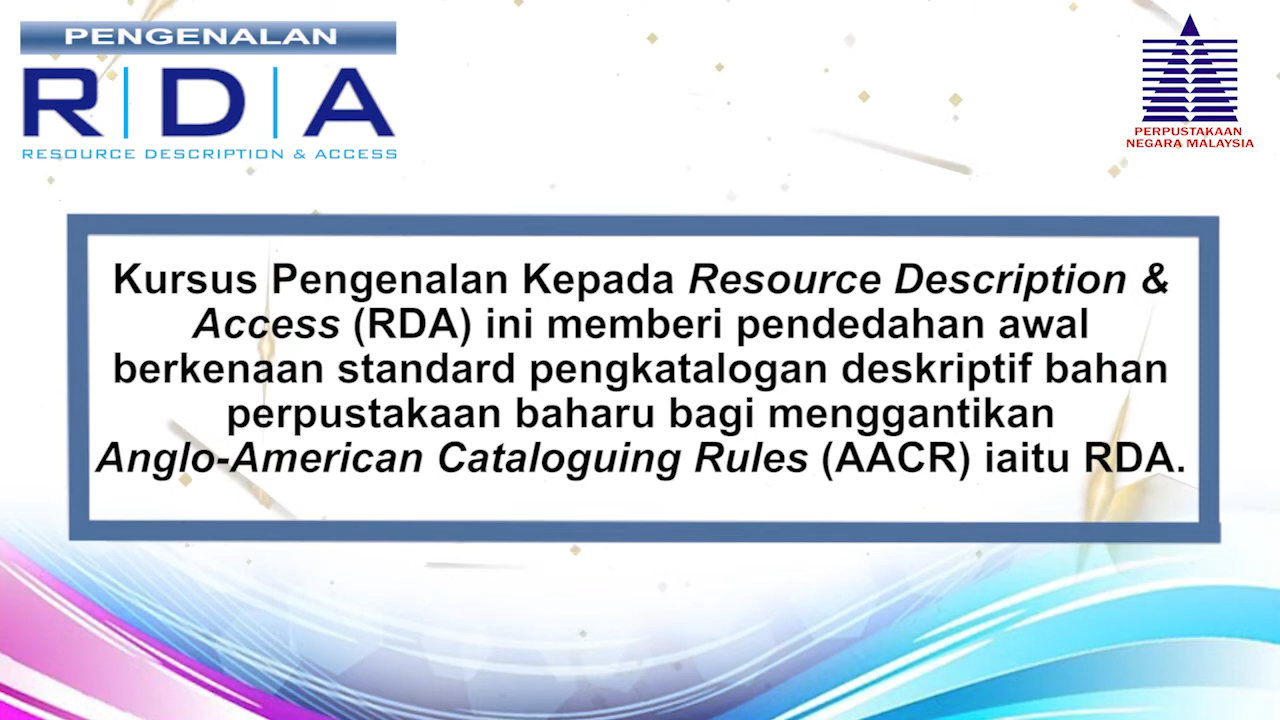 PENGENALAN
R|D|A
RESOURCE DESCRIPTION & ACCESS
PERPUSTAKAAN
NEGARA MALAYSIA
Kursus Pengenalan Kepada Resource Description &
Access (RDA) ini memberi pendedahan awal
berkenaan standard pengkatalogan deskriptif bahan
perpustakaan baharu bagi menggantikan
Anglo-American Cataloguing Rules (AACR) iaitu RDA.